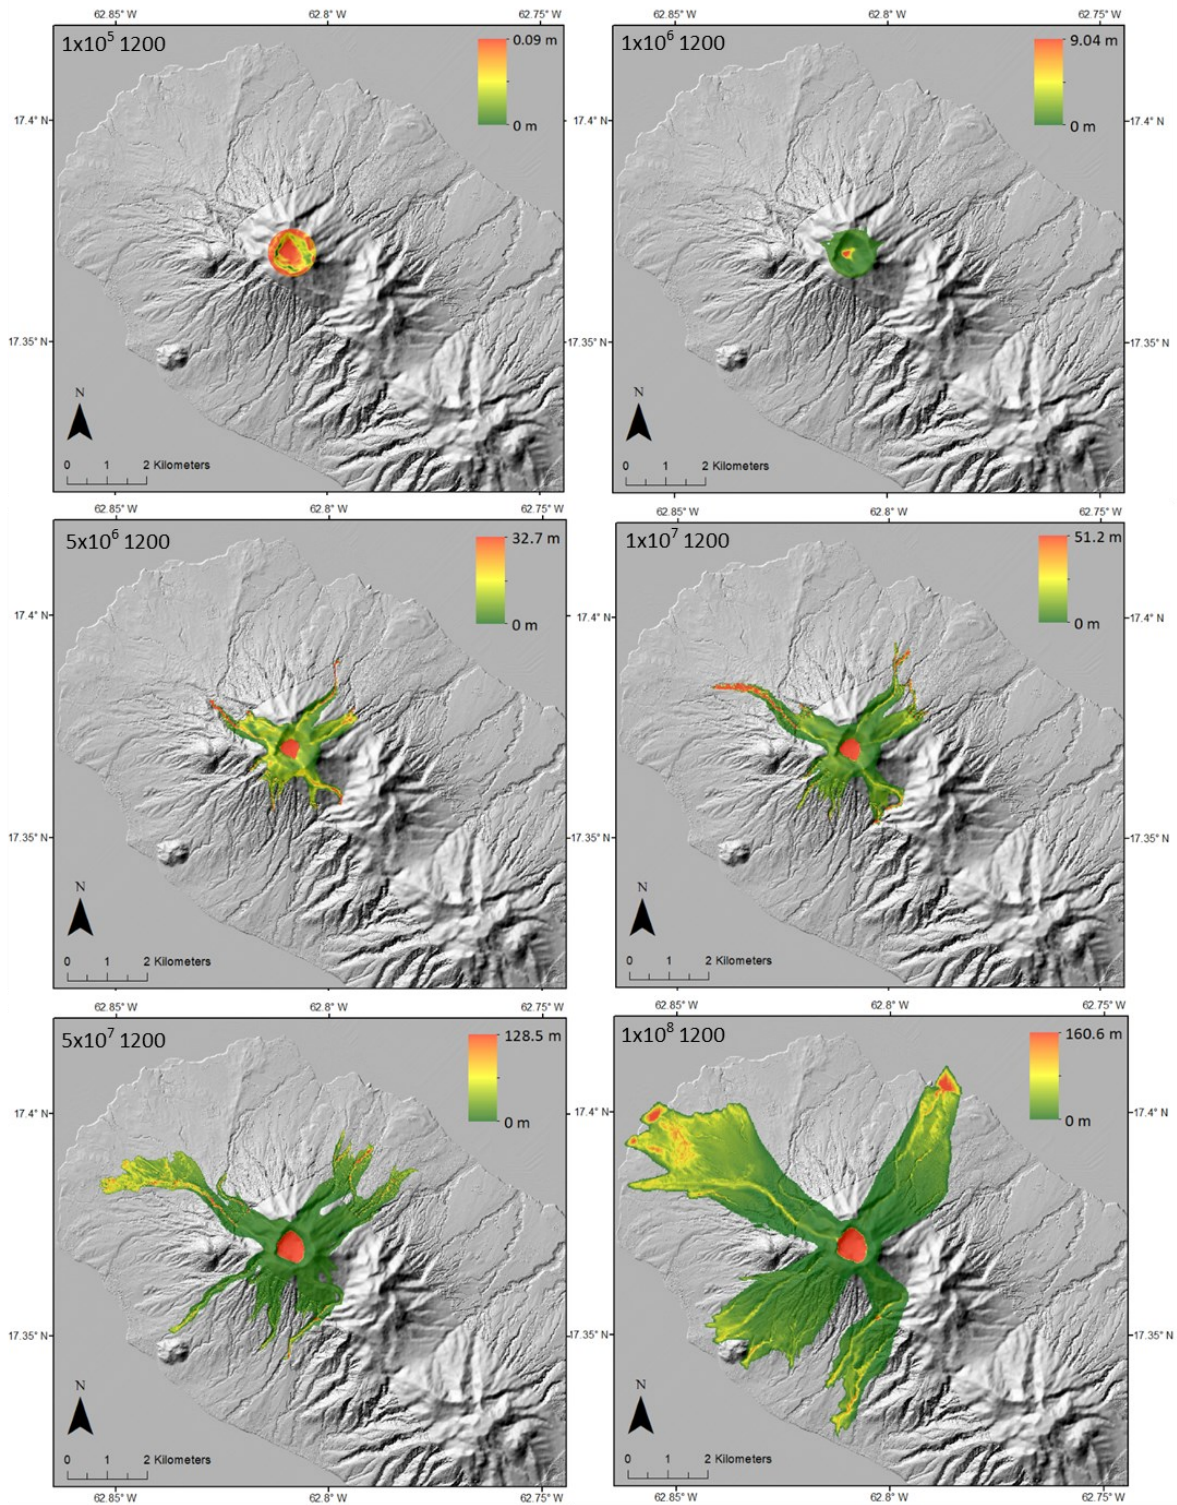 62.85° W 62.8° W 62.75° W 62.85° W 62.8° W 62.75° W
1x10⁵ 1200 0.09 m 1x10⁶ 1200 9.04 m
0 m 0 m
17.4° N 17.4° N 17.4° N
17.35° N 17.35° N 17.35° N
N N
0 1 2 Kilometers 0 1 2 Kilometers
62.85° W 62.8° W 62.75° W 62.85° W 62.8° W 62.75° W
5x10⁶ 1200 32.7 m 1x10⁷ 1200 51.2 m
0 m 0 m
17.4° N 17.4° N 17.4° N
17.35° N 17.35° N 17.35° N
N N
0 1 2 Kilometers 0 1 2 Kilometers
62.85° W 62.8° W 62.75° W 62.85° W 62.8° W 62.75° W
5x10⁷ 1200 128.5 m 1x10⁸ 1200 160.6 m
0 m 0 m
17.4° N 17.4° N 17.4° N
17.35° N 17.35° N 17.35° N
N N
0 1 2 Kilometers 0 1 2 Kilometers
62.85° W 62.8° W 62.75° W 62.85° W 62.8° W 62.75° W